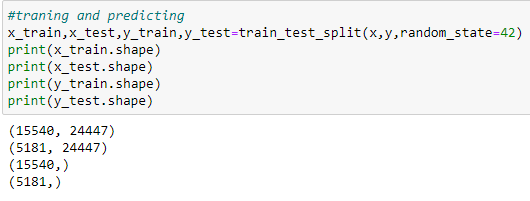 #traning and predicting
x_train,x_test,y_train,y_test=train_test_split(x,y,random_state=42)
print(x_train.shape)
print(x_test.shape)
print(y_train.shape)
print(y_test.shape)
(15540, 24447)
(5181, 24447)
(15540,)
(5181,)